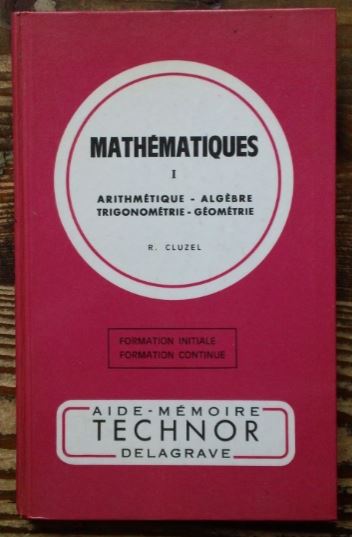 MATHÉMATIQUES
I
ARITHMÉTIQUE - ALGÈBRE
TRIGONOMÉTRIE - GÉOMÉTRIE
R. CLUZEL
FORMATION INITIALE
FORMATION CONTINUE
AIDE-MÉMOIRE
TECHNOR
DELAGRAVE